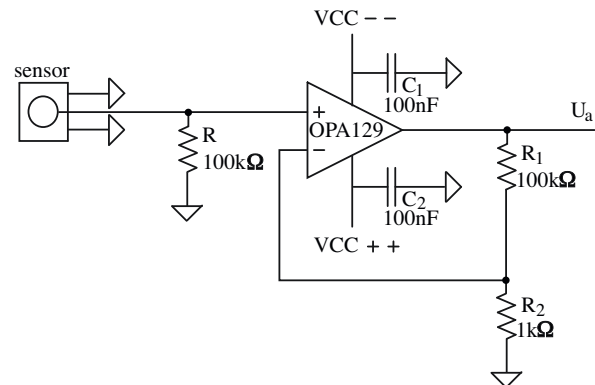 VCC − −
sensor
C1
100nF
+
OPA129
−
Ua
R
100kΩ
R1
100kΩ
C2
100nF
VCC + +
R2
1kΩ